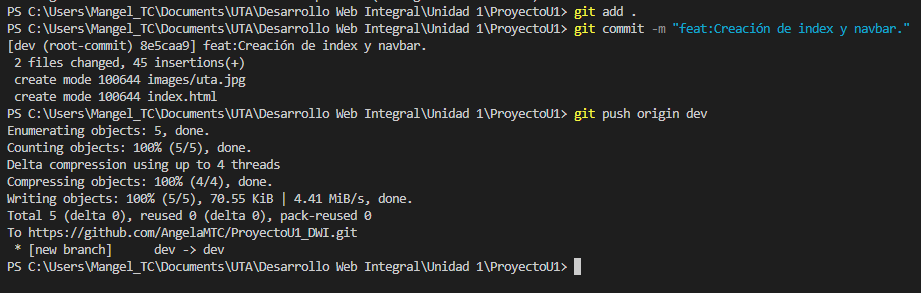 PS C:\Users\Mangel_TC\Documents\UTA\Desarrollo Web Integral\Unidad 1\ProyectoU1> git add .
PS C:\Users\Mangel_TC\Documents\UTA\Desarrollo Web Integral\Unidad 1\ProyectoU1> git commit -m "feat:Creación de index y navbar."
[dev (root-commit) 8e5caa9] feat:Creación de index y navbar.
 2 files changed, 45 insertions(+)
 create mode 100644 images/uta.jpg
 create mode 100644 index.html
PS C:\Users\Mangel_TC\Documents\UTA\Desarrollo Web Integral\Unidad 1\ProyectoU1> git push origin dev
Enumerating objects: 5, done.
Counting objects: 100% (5/5), done.
Delta compression using up to 4 threads
Compressing objects: 100% (4/4), done.
Writing objects: 100% (5/5), 70.55 KiB | 4.41 MiB/s, done.
Total 5 (delta 0), reused 0 (delta 0), pack-reused 0
To https://github.com/AngelaMTC/ProyectoU1_DWI.git
 * [new branch]      dev -> dev
PS C:\Users\Mangel_TC\Documents\UTA\Desarrollo Web Integral\Unidad 1\ProyectoU1>